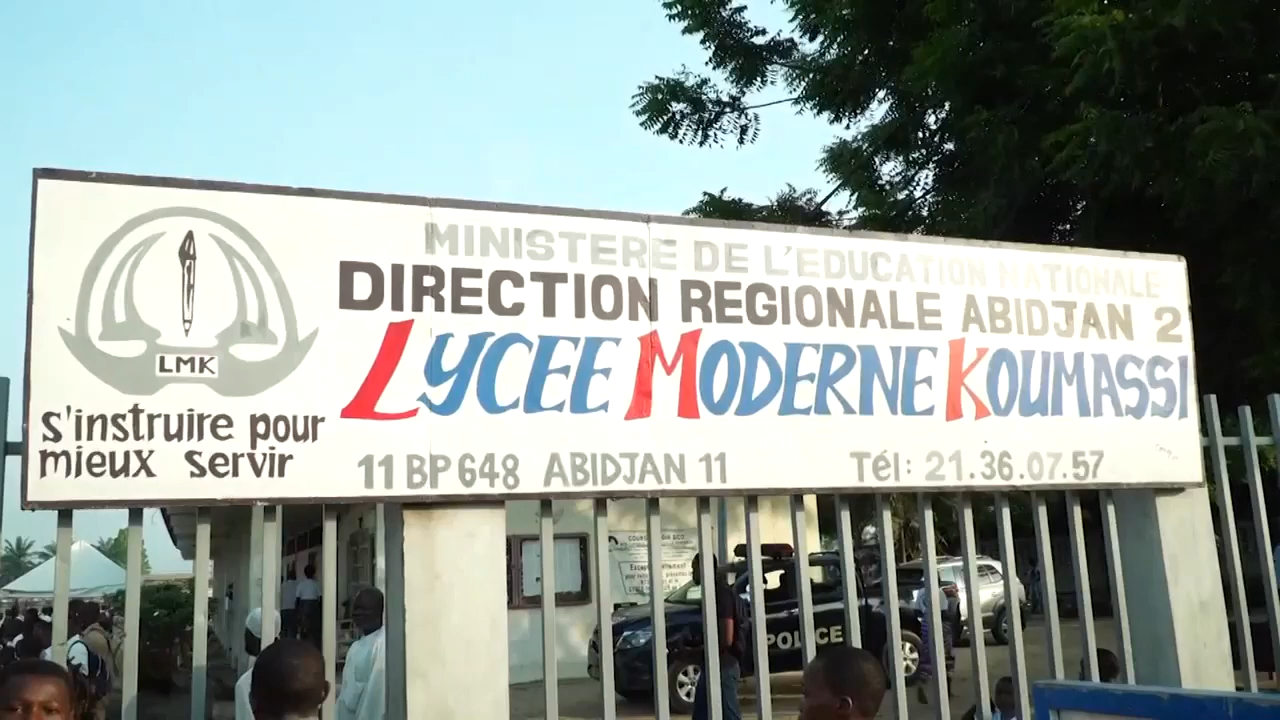 MINISTERE DE L'EDUCATION NATIONALE
DIRECTION REGIONALE ABIDJAN 2
LYCEE MODERNE KOUMASSI
LMK
s'instruire pour
mieux servir
11 BP 648 ABIDJAN 11
Tél: 21.36.07.57
POLICE